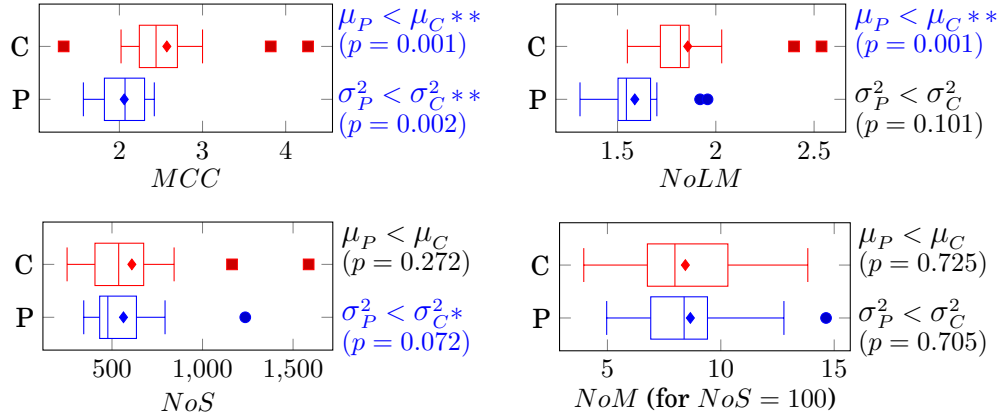 C
P
2 3 4
MCC
μ_P < μ_C **
(p = 0.001)
σ²_P < σ²_C **
(p = 0.002)
C
P
1.5 2 2.5
NoLM
μ_P < μ_C **
(p = 0.001)
σ²_P < σ²_C
(p = 0.101)
C
P
500 1,000 1,500
NoS
μ_P < μ_C
(p = 0.272)
σ²_P < σ²_C *
(p = 0.072)
C
P
5 10 15
NoM (for NoS = 100)
μ_P < μ_C
(p = 0.725)
σ²_P < σ²_C
(p = 0.705)